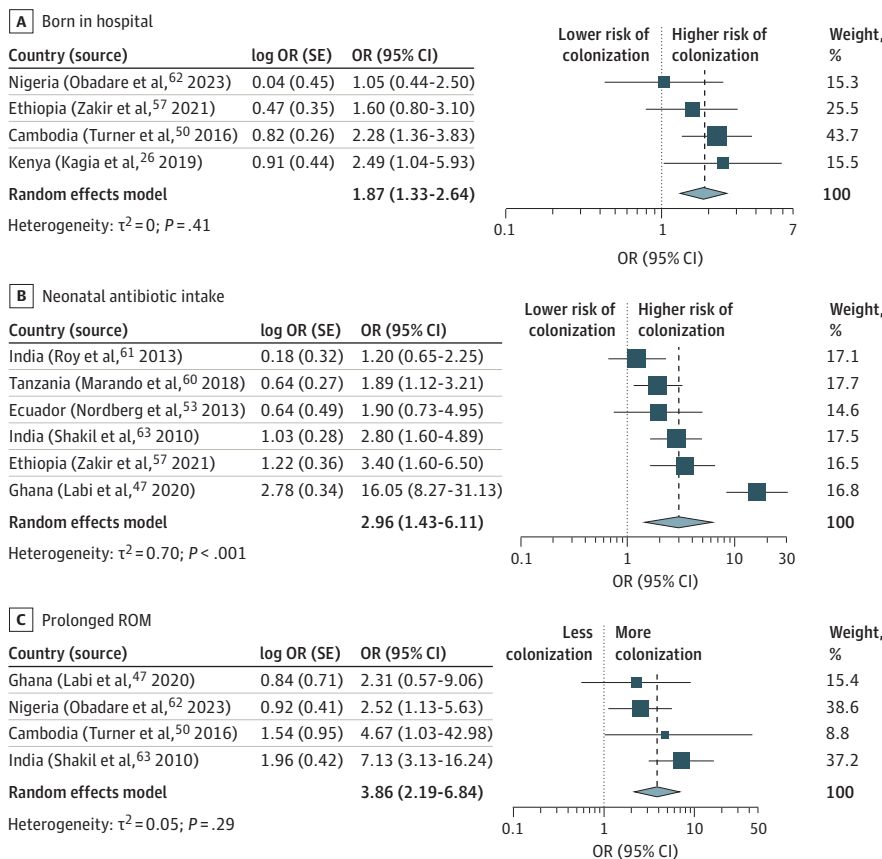 A Born in hospital
Lower risk of colonization
Higher risk of colonization
Country (source) log OR (SE) OR (95% CI) Weight, %
Nigeria (Obadare et al,62 2023) 0.04 (0.45) 1.05 (0.44-2.50) 15.3
Ethiopia (Zakir et al,57 2021) 0.47 (0.35) 1.60 (0.80-3.10) 25.5
Cambodia (Turner et al,50 2016) 0.82 (0.26) 2.28 (1.36-3.83) 43.7
Kenya (Kagia et al,26 2019) 0.91 (0.44) 2.49 (1.04-5.93) 15.5
Random effects model 1.87 (1.33-2.64) 100
Heterogeneity: τ2=0; P=.41
0.1 1 7
OR (95% CI)
B Neonatal antibiotic intake
Lower risk of colonization
Higher risk of colonization
Country (source) log OR (SE) OR (95% CI) Weight, %
India (Roy et al,61 2013) 0.18 (0.32) 1.20 (0.65-2.25) 17.1
Tanzania (Marando et al,60 2018) 0.64 (0.27) 1.89 (1.12-3.21) 17.7
Ecuador (Nordberg et al,53 2013) 0.64 (0.49) 1.90 (0.73-4.95) 14.6
India (Shakil et al,63 2010) 1.03 (0.28) 2.80 (1.60-4.89) 17.5
Ethiopia (Zakir et al,57 2021) 1.22 (0.36) 3.40 (1.60-6.50) 16.5
Ghana (Labi et al,47 2020) 2.78 (0.34) 16.05 (8.27-31.13) 16.8
Random effects model 2.96 (1.43-6.11) 100
Heterogeneity: τ2=0.70; P<.001
0.1 1 10 30
OR (95% CI)
C Prolonged ROM
Less colonization
More colonization
Country (source) log OR (SE) OR (95% CI) Weight, %
Ghana (Labi et al,47 2020) 0.84 (0.71) 2.31 (0.57-9.06) 15.4
Nigeria (Obadare et al,62 2023) 0.92 (0.41) 2.52 (1.13-5.63) 38.6
Cambodia (Turner et al,50 2016) 1.54 (0.95) 4.67 (1.03-42.98) 8.8
India (Shakil et al,63 2010) 1.96 (0.42) 7.13 (3.13-16.24) 37.2
Random effects model 3.86 (2.19-6.84) 100
Heterogeneity: τ2=0.05; P=.29
0.1 1 10 50
OR (95% CI)